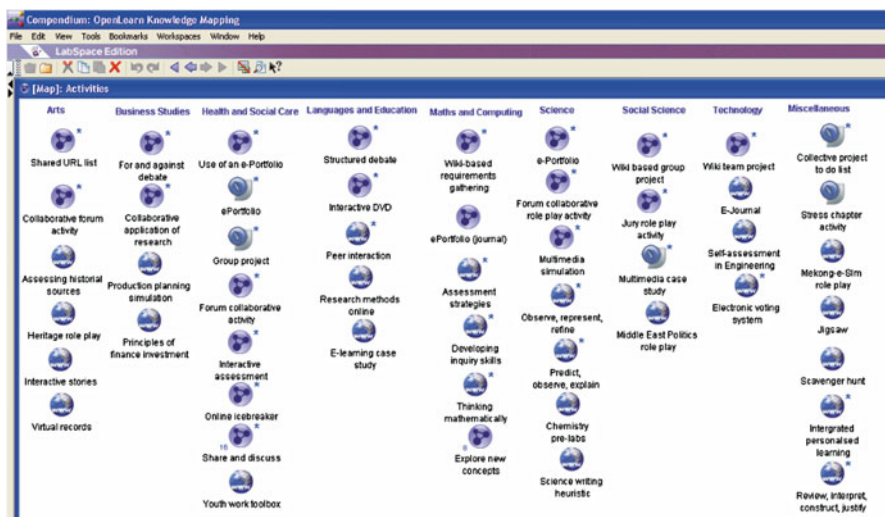 Compendium: OpenLearn Knowledge Mapping
File Edit View Tools Bookmarks Workspaces Window Help
LabSpace Edition
[Map]: Activities
Arts
Shared URL list
Collaborative forum
activity
Assessing historial
sources
Heritage role play
Interactive stories
Virtual records
Business Studies
For and against
debate
Collaborative
application of
research
Production planning
simulation
Principles of
finance investment
Health and Social Care
Use of an e-Portfolio
ePortfolio
Group project
Forum collaborative
activity
Interactive
assessment
Online icebreaker
16
Share and discuss
Youth work toolbox
Languages and Education
Structured debate
Interactive DVD
Peer interaction
Research methods
online
E-learning case
study
Maths and Computing
Wiki-based
requirements
gathering
ePortfolio (journal)
Assessment
strategies
Developing
inquiry skills
Thinking
mathematically
Explore new
concepts
Science
e-Portfolio
Forum collaborative
role play activity
Multimedia
simulation
Observe, represent,
refine
Predict,
observe, explain
Chemistry
pre-labs
Science writing
heuristic
Social Science
Wiki based group
project
Jury role play
activity
Multimedia case
study
Middle East Politics
role play
Technology
Wiki team project
E-Journal
Self-assessment
in Engineering
Electronic voting
system
Miscellaneous
Collective project
to do list
Stress chapter
activity
Mekong-e-Sim
role play
Jigsaw
Scavenger hunt
Intergrated
personalised
learning
Review, interpret,
construct, justify